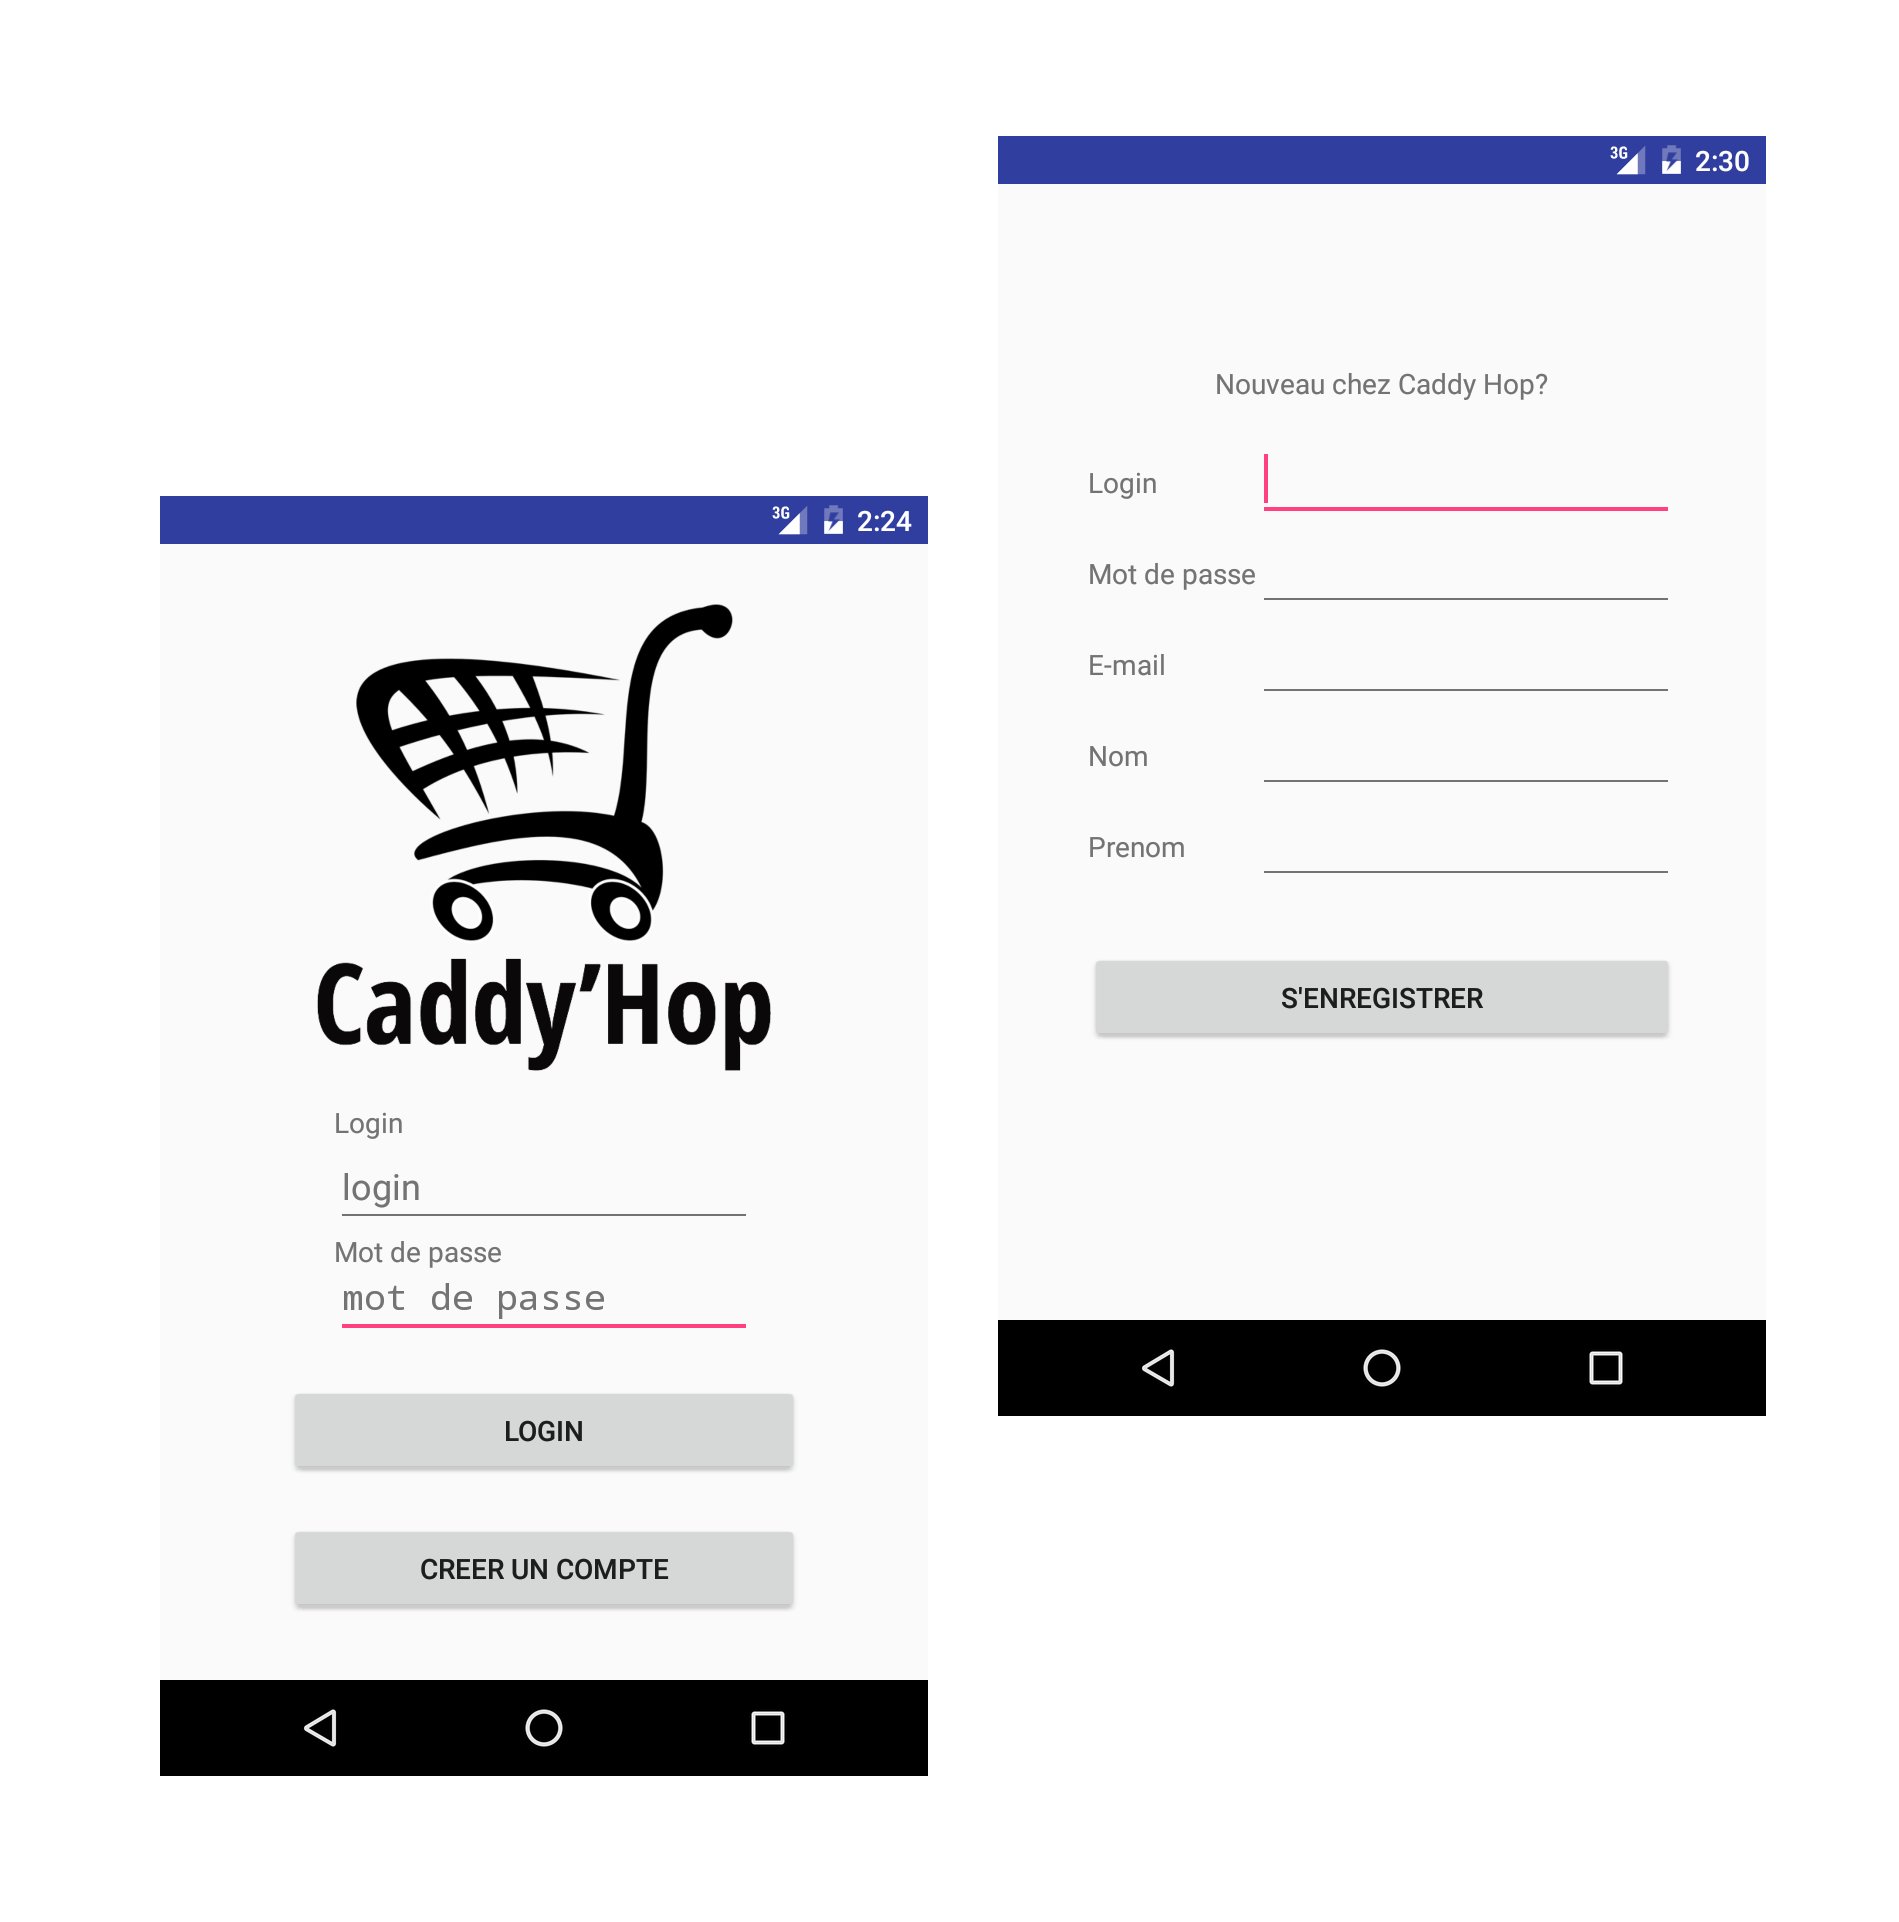 3G 2:24
Caddy’Hop
Login
login
Mot de passe
mot de passe
LOGIN
CREER UN COMPTE
3G 2:30
Nouveau chez Caddy Hop?
Login
Mot de passe
E-mail
Nom
Prenom
S'ENREGISTRER